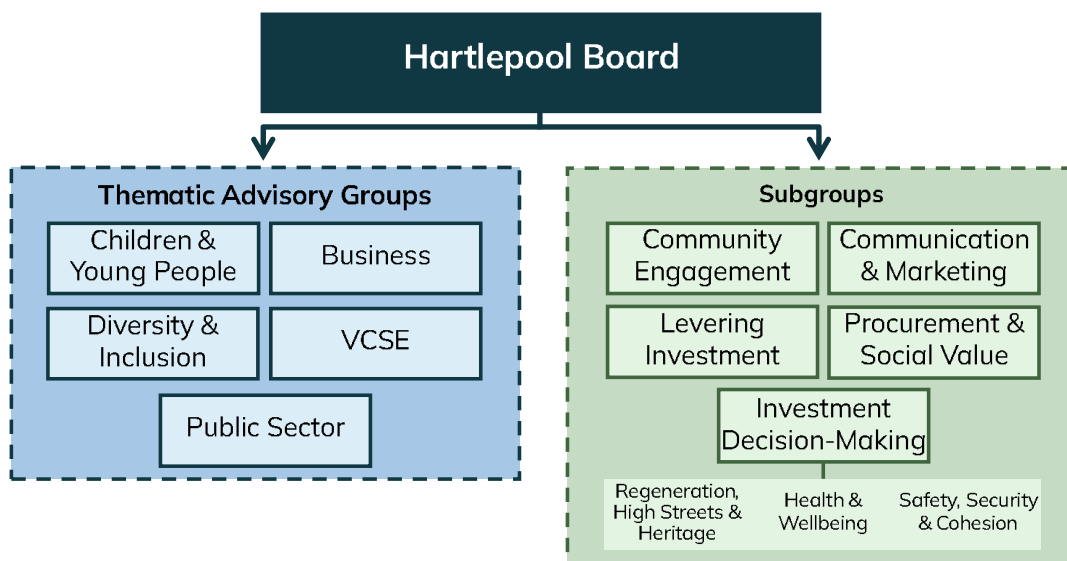 Hartlepool Board
Thematic Advisory Groups
Children &
Young People
Business
Diversity &
Inclusion
VCSE
Public Sector
Subgroups
Community
Engagement
Communication
& Marketing
Levering
Investment
Procurement &
Social Value
Investment
Decision-Making
Regeneration,
High Streets &
Heritage
Health &
Wellbeing
Safety, Security
& Cohesion